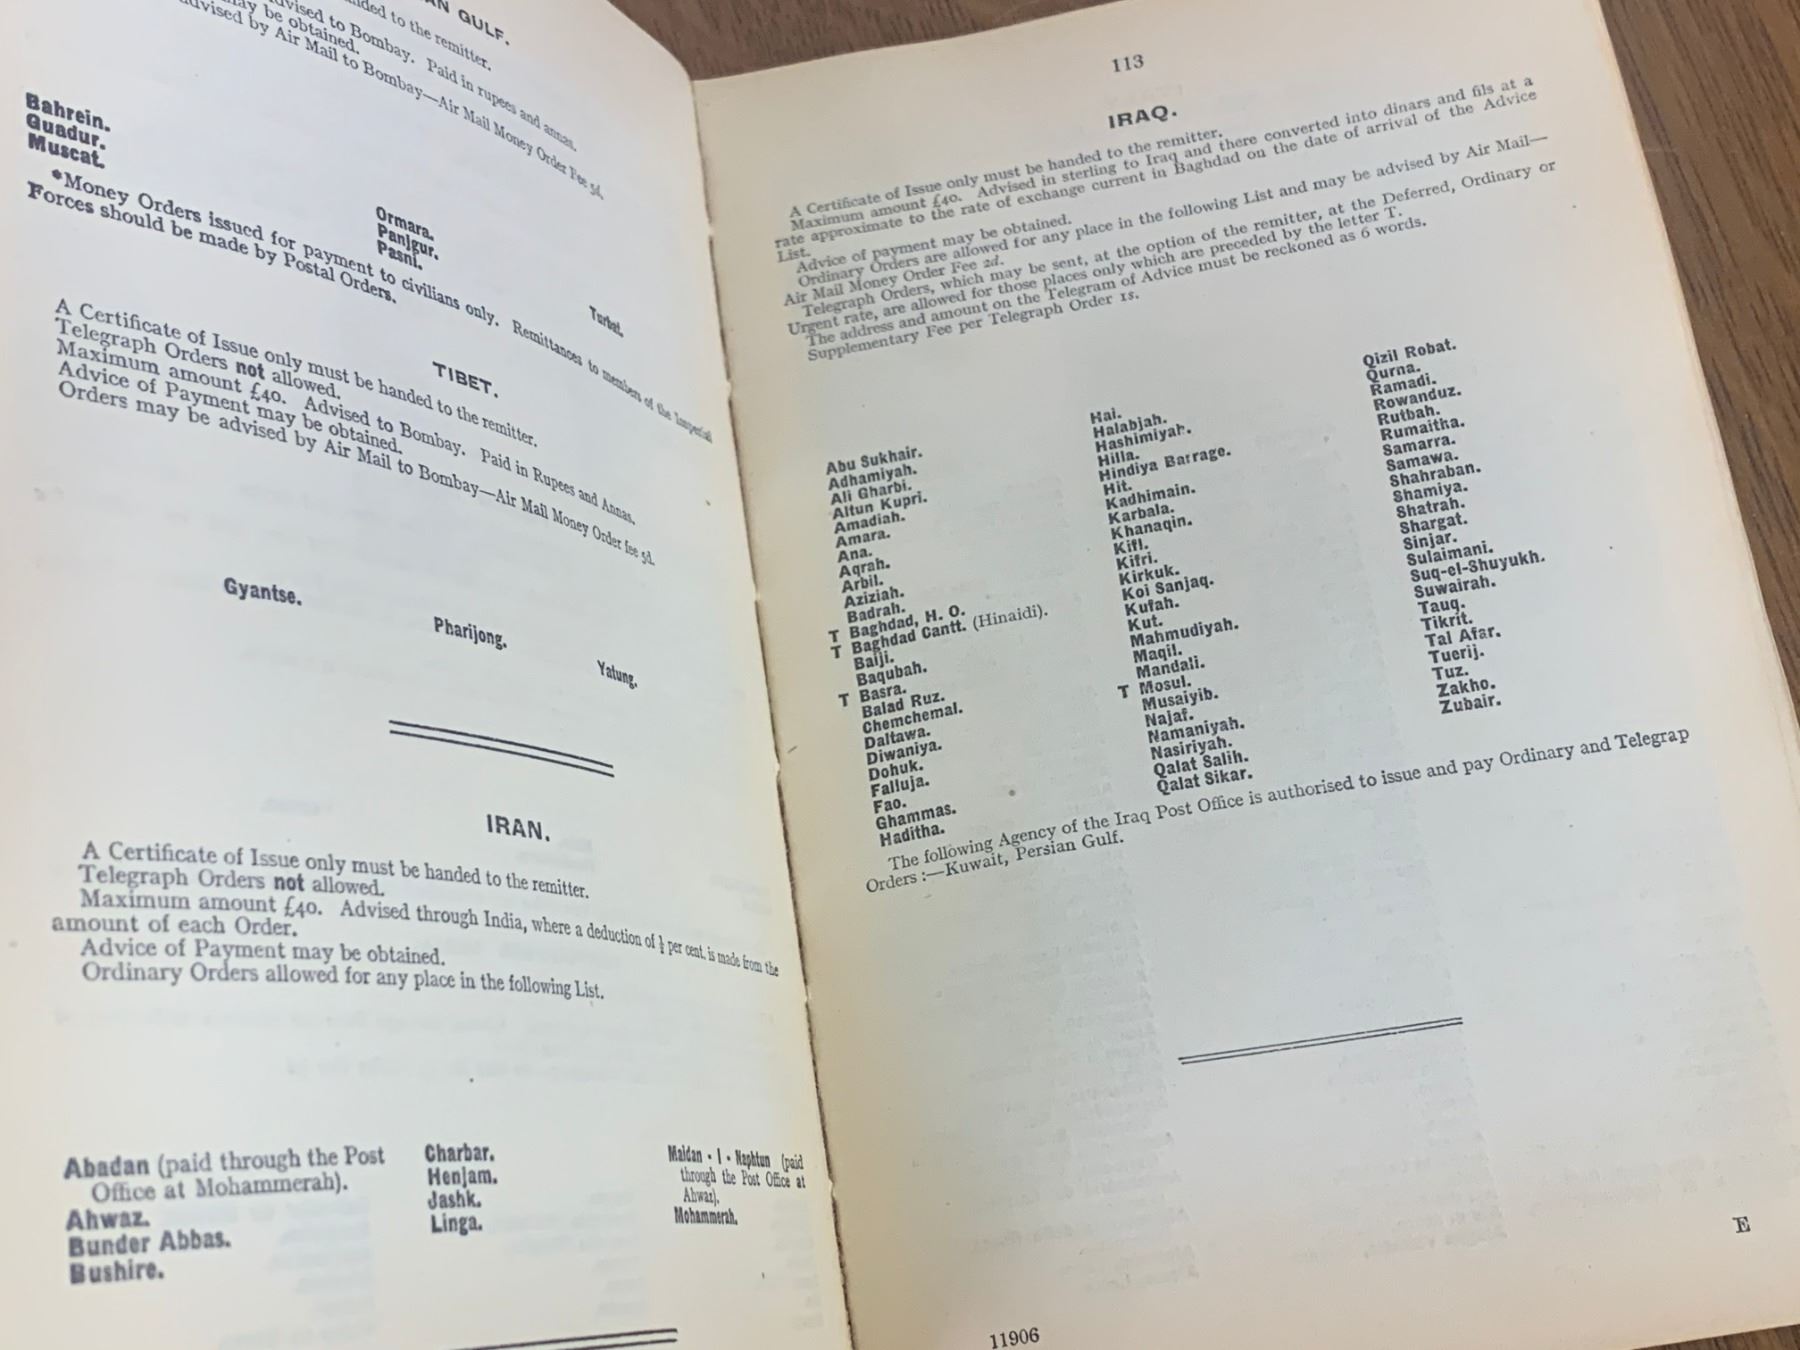 AN GULF.
nded to the remitter.
dvised to Bombay. Paid in rupees and annas.
ay be obtained.
dvised by Air Mail to Bombay—Air Mail Money Order Fee 5d.
Bahrein.
Guadur.
Muscat.
Ormara.
Panjgur.
Pasni.
Turbat.
*Money Orders issued for payment to civilians only. Remittances to members of the Imperial
Forces should be made by Postal Orders.
TIBET.
A Certificate of Issue only must be handed to the remitter.
Telegraph Orders not allowed.
Maximum amount £40. Advised to Bombay. Paid in Rupees and Annas.
Advice of Payment may be obtained.
Orders may be advised by Air Mail to Bombay—Air Mail Money Order fee 5d.
Gyantse.
Pharijong.
Yatung.
IRAN.
A Certificate of Issue only must be handed to the remitter.
Telegraph Orders not allowed.
Maximum amount £40. Advised through India, where a deduction of ½ per cent. is made from the
amount of each Order.
Advice of Payment may be obtained.
Ordinary Orders allowed for any place in the following List.
Abadan (paid through the Post
Office at Mohammerah).
Ahwaz.
Bunder Abbas.
Bushire.
Charbar.
Henjam.
Jashk.
Linga.
Maidan - I - Naphtun (paid
through the Post Office at
Ahwaz).
Mohammerah.
113
IRAQ.
A Certificate of Issue only must be handed to the remitter.
Maximum amount £40. Advised in sterling to Iraq and there converted into dinars and fils at a
rate approximate to the rate of exchange current in Baghdad on the date of arrival of the Advice
List.
Advice of payment may be obtained.
Ordinary Orders are allowed for any place in the following List and may be advised by Air Mail—
Air Mail Money Order Fee 2d.
Telegraph Orders, which may be sent, at the option of the remitter, at the Deferred, Ordinary or
Urgent rate, are allowed for those places only which are preceded by the letter T.
The address and amount on the Telegram of Advice must be reckoned as 6 words.
Supplementary Fee per Telegraph Order 1s.
Abu Sukhair.
Adhamiyah.
Ali Gharbi.
Altun Kupri.
Amadiah.
Amara.
Ana.
Aqrah.
Arbil.
Aziziah.
Badrah.
T Baghdad, H. O.
T Baghdad Cantt. (Hinaidi).
Baiji.
Baqubah.
T Basra.
Balad Ruz.
Chemchemal.
Daltawa.
Diwaniya.
Dohuk.
Falluja.
Fao.
Ghammas.
Haditha.
Hai.
Halabjah.
Hashimiyah.
Hilla.
Hindiya Barrage.
Hit.
Kadhimain.
Karbala.
Khanaqin.
Kifl.
Kifri.
Kirkuk.
Koi Sanjaq.
Kufah.
Kut.
Mahmudiyah.
Maqil.
Mandali.
T Mosul.
Musaiyib.
Najaf.
Namaniyah.
Nasiriyah.
Qalat Salih.
Qalat Sikar.
Qizil Robat.
Qurna.
Ramadi.
Rowanduz.
Rutbah.
Rumaitha.
Samarra.
Samawa.
Shahraban.
Shamiya.
Shatrah.
Shargat.
Sinjar.
Sulaimani.
Suq-el-Shuyukh.
Suwairah.
Tauq.
Tikrit.
Tal Afar.
Tuerij.
Tuz.
Zakho.
Zubair.
The following Agency of the Iraq Post Office is authorised to issue and pay Ordinary and Telegrap
Orders :—Kuwait, Persian Gulf.
E
11906